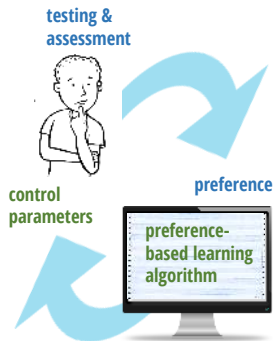 testing &
assessment
preference
control
parameters
preference-
based learning
algorithm